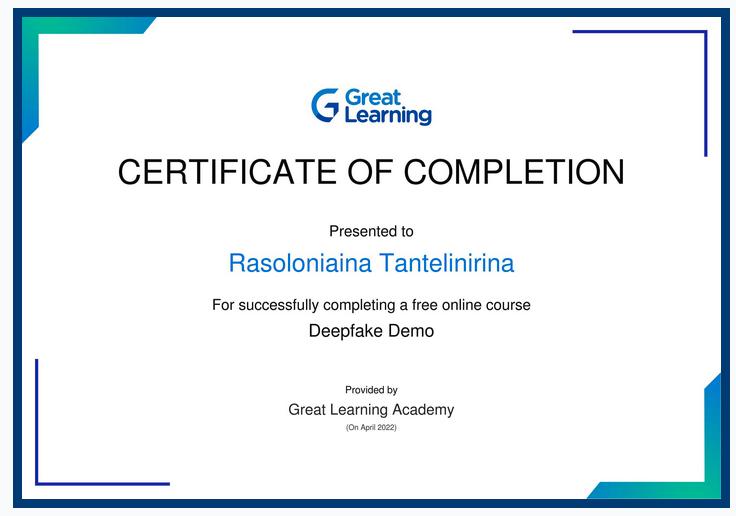 Great
Learning
CERTIFICATE OF COMPLETION
Presented to
Rasoloniaina Tantelinirina
For successfully completing a free online course
Deepfake Demo
Provided by
Great Learning Academy
(On April 2022)